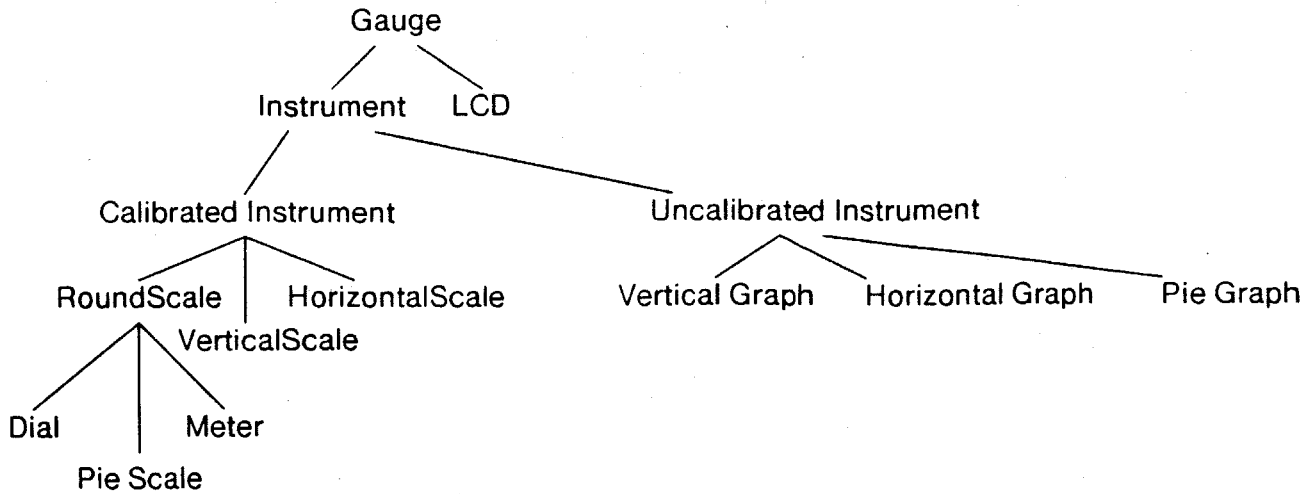 Gauge
Instrument LCD
Calibrated Instrument Uncalibrated Instrument
RoundScale HorizontalScale Vertical Graph Horizontal Graph Pie Graph
VerticalScale
Dial Meter
Pie Scale